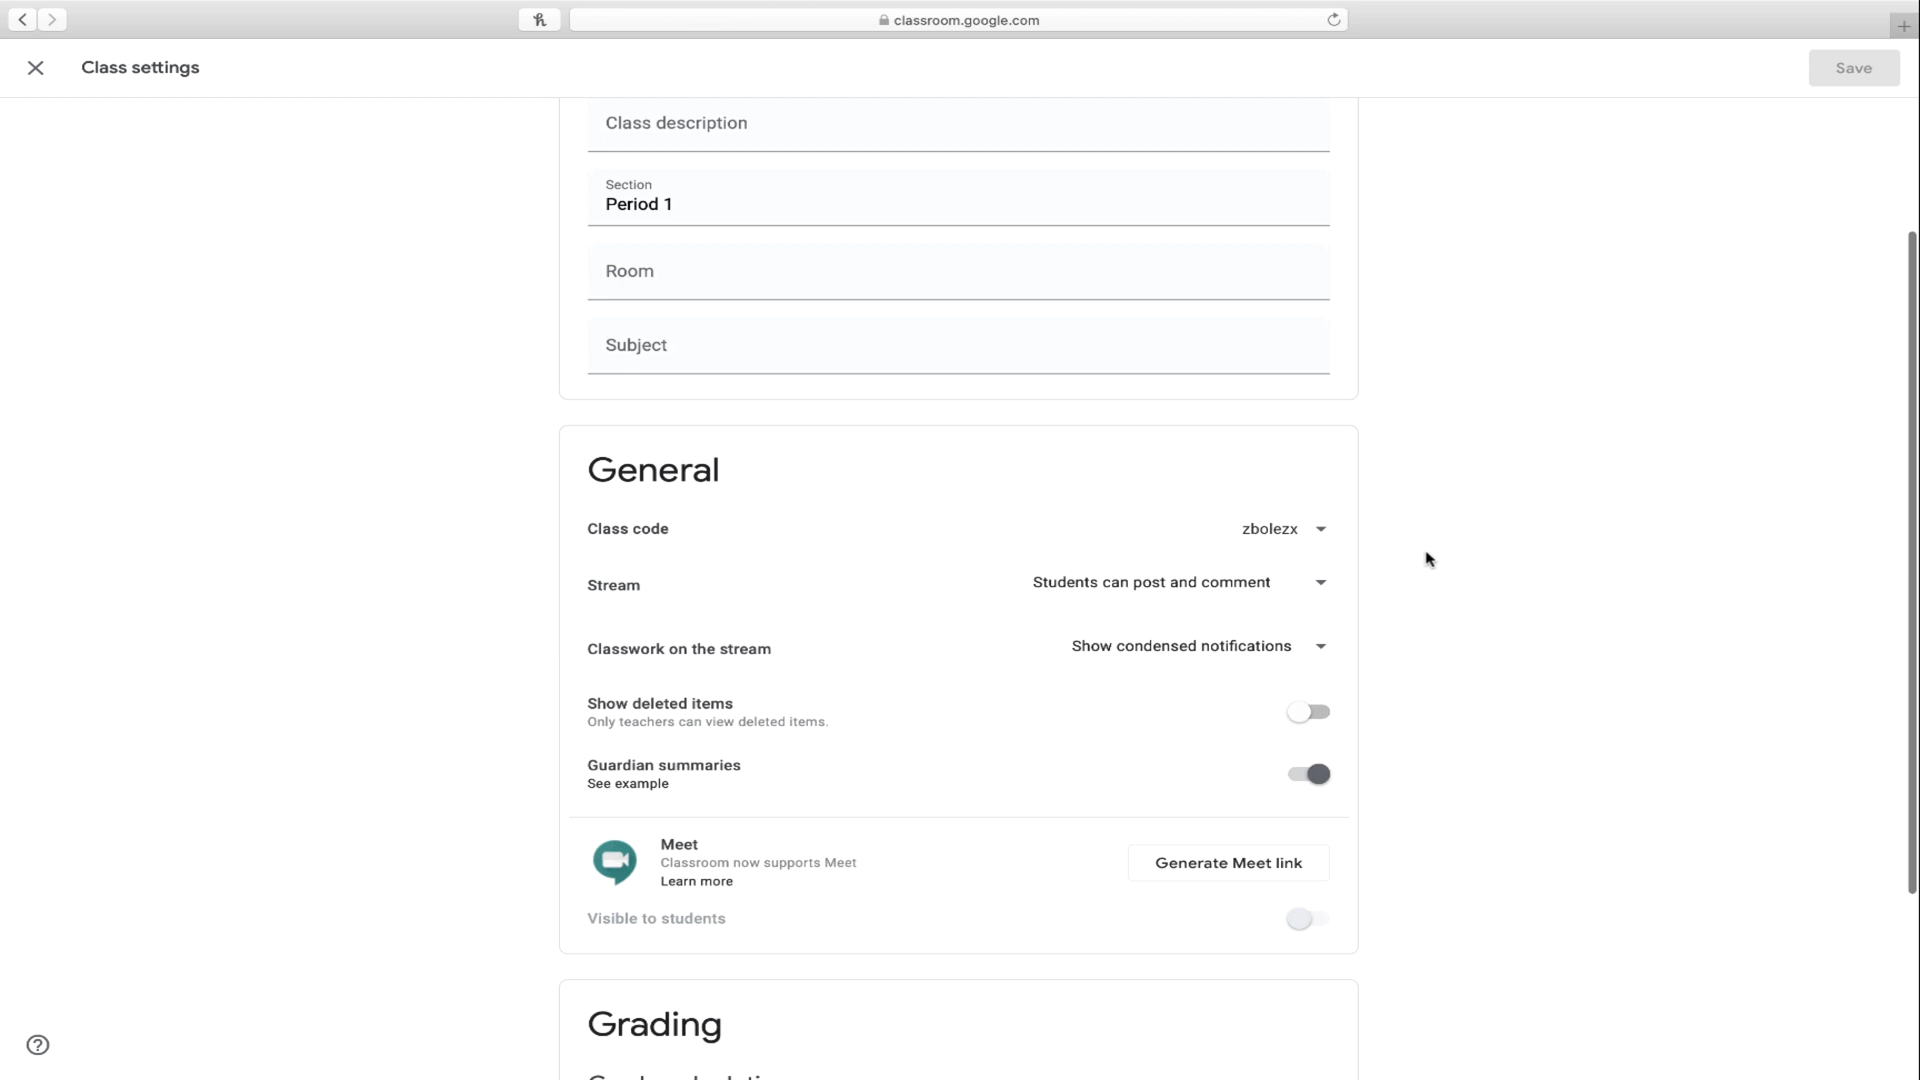 classroom.google.com
Class settings
Save
Class description
Section
Period 1
Room
Subject
General
Class code
zbolezx
Stream
Students can post and comment
Classwork on the stream
Show condensed notifications
Show deleted items
Only teachers can view deleted items.
Guardian summaries
See example
Meet
Classroom now supports Meet
Learn more
Generate Meet link
Visible to students
Grading